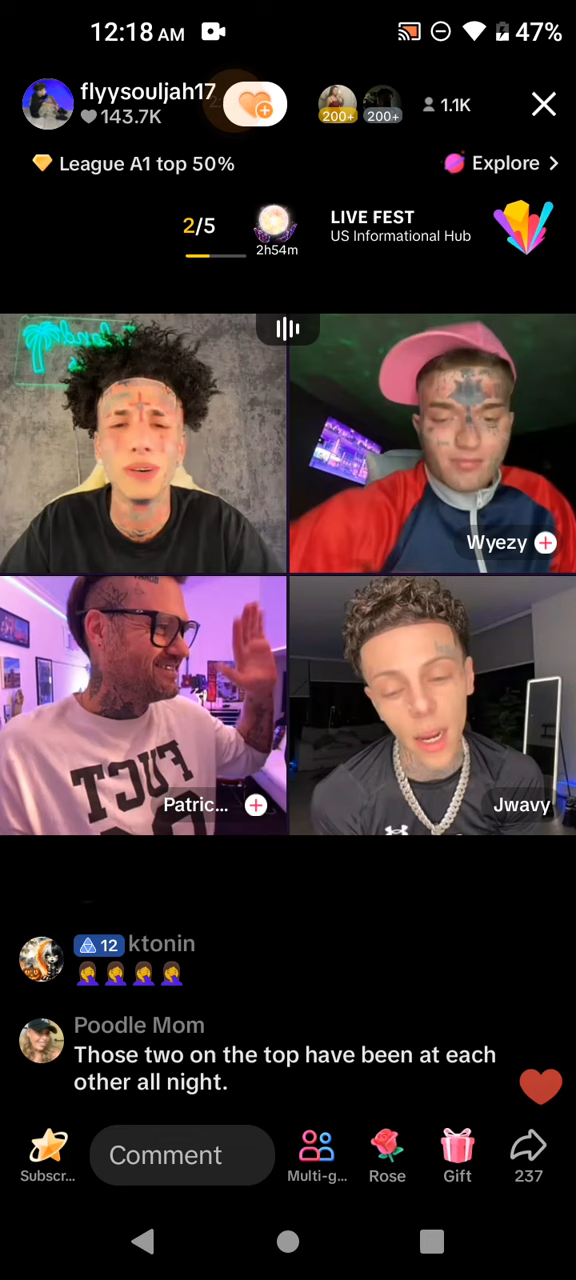 12:18 AM
47%
flyysouljah17
143.7K
200+
200+
1.1K
League A1 top 50%
Explore >
2/5
2h54m
LIVE FEST
US Informational Hub
Wyezy
Patric...
Jwavy
12 ktonin
🤦‍♀️🤦‍♀️🤦‍♀️🤦‍♀️
Poodle Mom
Those two on the top have been at each
other all night.
Subscr...
Comment
Multi-g...
Rose
Gift
237